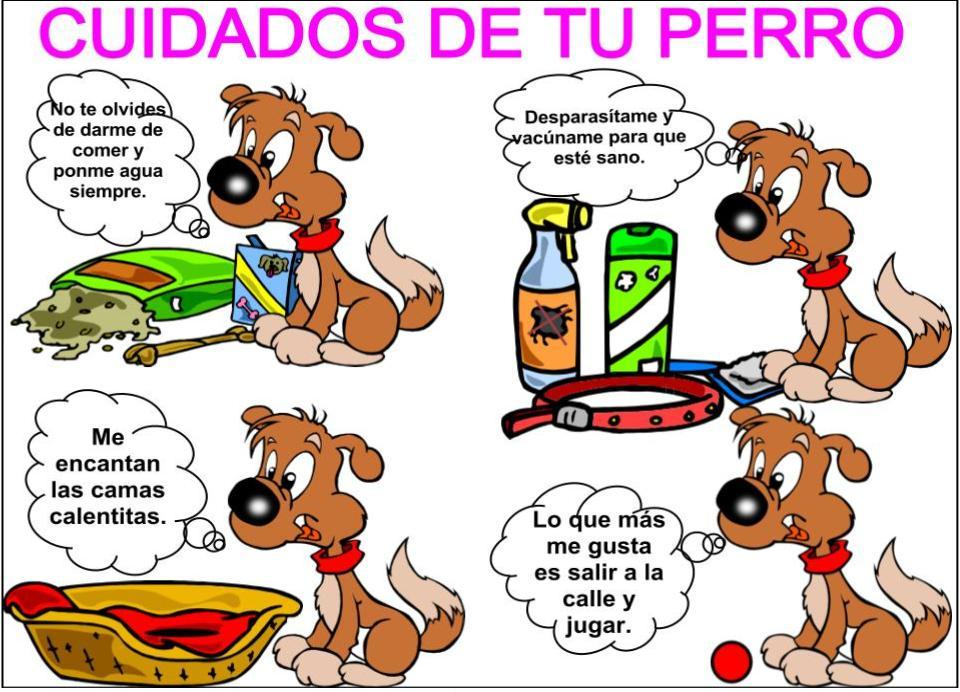 CUIDADOS DE TU PERRO
No te olvides
de darme de
comer y
ponme agua
siempre.
Desparasítame y
vacúname para que
esté sano.
Me
encantan
las camas
calentitas.
Lo que más
me gusta
es salir a la
calle y
jugar.